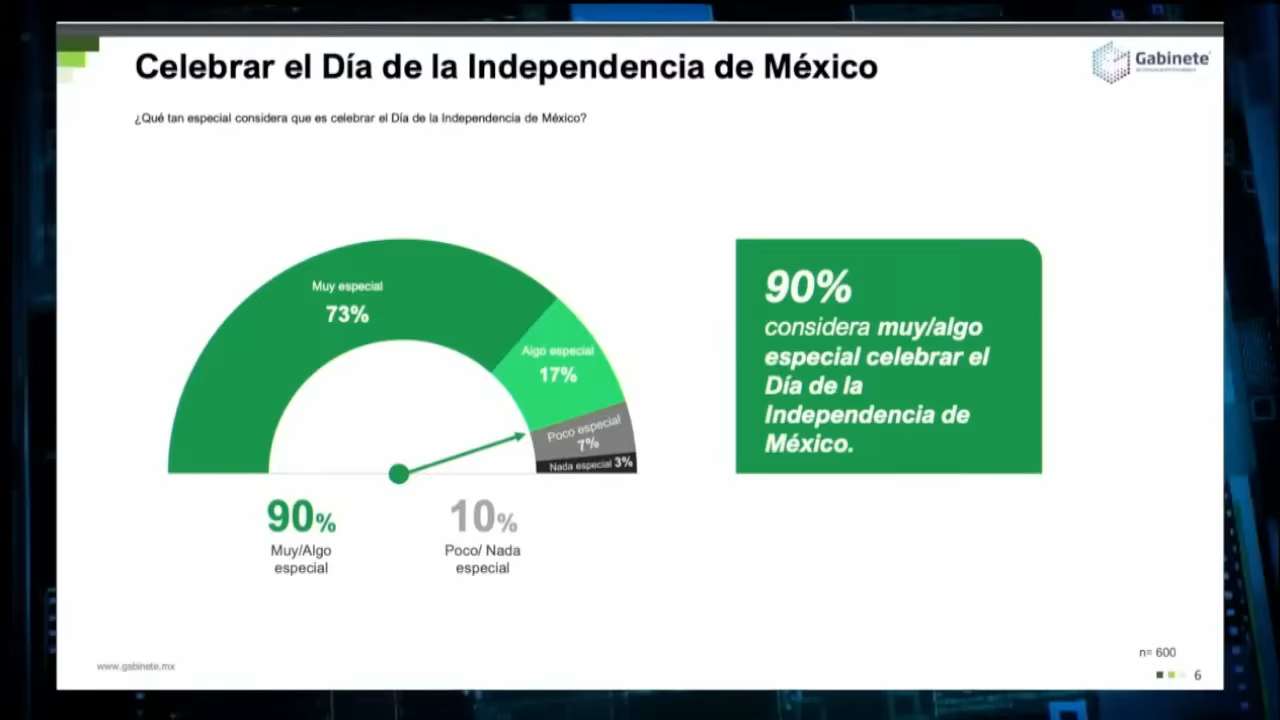 Celebrar el Día de la Independencia de México
Gabinete
¿Qué tan especial considera que es celebrar el Día de la Independencia de México?
Muy especial
73%
Algo especial
17%
Poco especial
7%
Nada especial 3%
90%
Muy/Algo
especial
10%
Poco/ Nada
especial
90%
considera muy/algo
especial celebrar el
Día de la
Independencia de
México.
n= 600
www.gabinete.mx
6